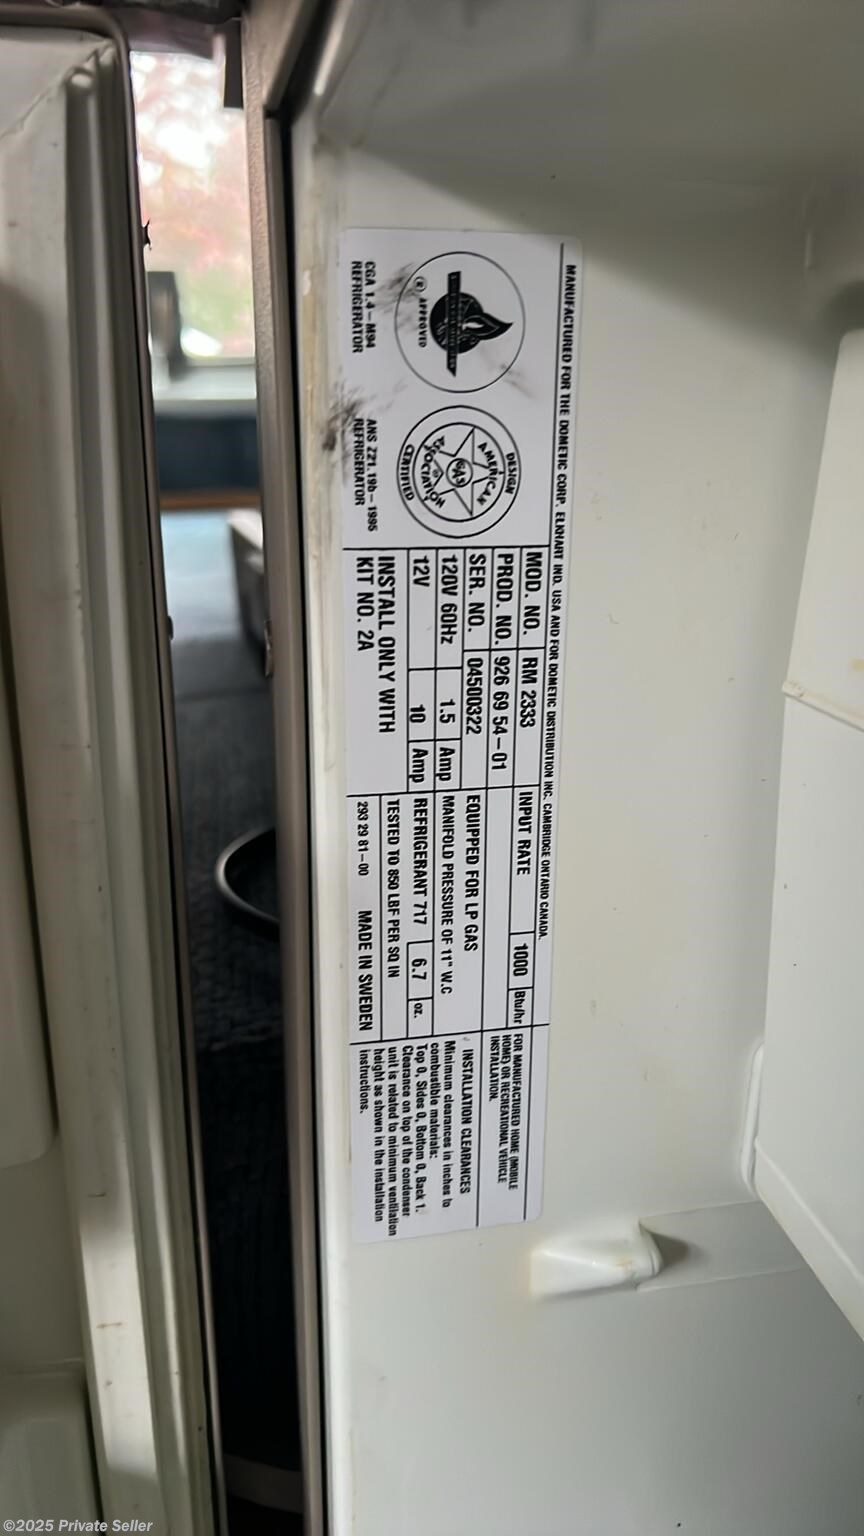 MANUFACTURED FOR THE DOMETIC CORP. ELKHART IND. USA AND FOR DOMETIC DISTRIBUTION INC. CAMBRIDGE ONTARIO CANADA.
® APPROVED
CGA 1.4-M94
REFRIGERATOR
DESIGN
AMERICAN
GAS
ASSOCIATION
CERTIFIED
ANS Z21.19b-1995
REFRIGERATOR
MOD. NO. RM 2333
PROD. NO. 926 69 54-01
SER. NO. 04500322
120V 60Hz 1.5 Amp
12V 10 Amp
INSTALL ONLY WITH
KIT NO. 2A
INPUT RATE 1000 Btu/hr
EQUIPPED FOR LP GAS
MANIFOLD PRESSURE OF 11" W.C
REFRIGERANT 717 6.7 oz.
TESTED TO 850 LBF PER SQ IN
293 29 81-00 MADE IN SWEDEN
FOR MANUFACTURED HOME (MOBILE
HOME) OR RECREATIONAL VEHICLE
INSTALLATION.
INSTALLATION CLEARANCES
Minimum clearances in inches to
combustible materials:
Top 0, Sides 0, Bottom 0, Back 1.
Clearance on top of the condenser
unit is related to minimum ventilation
height as shown in the installation
instructions.
©2025 Private Seller